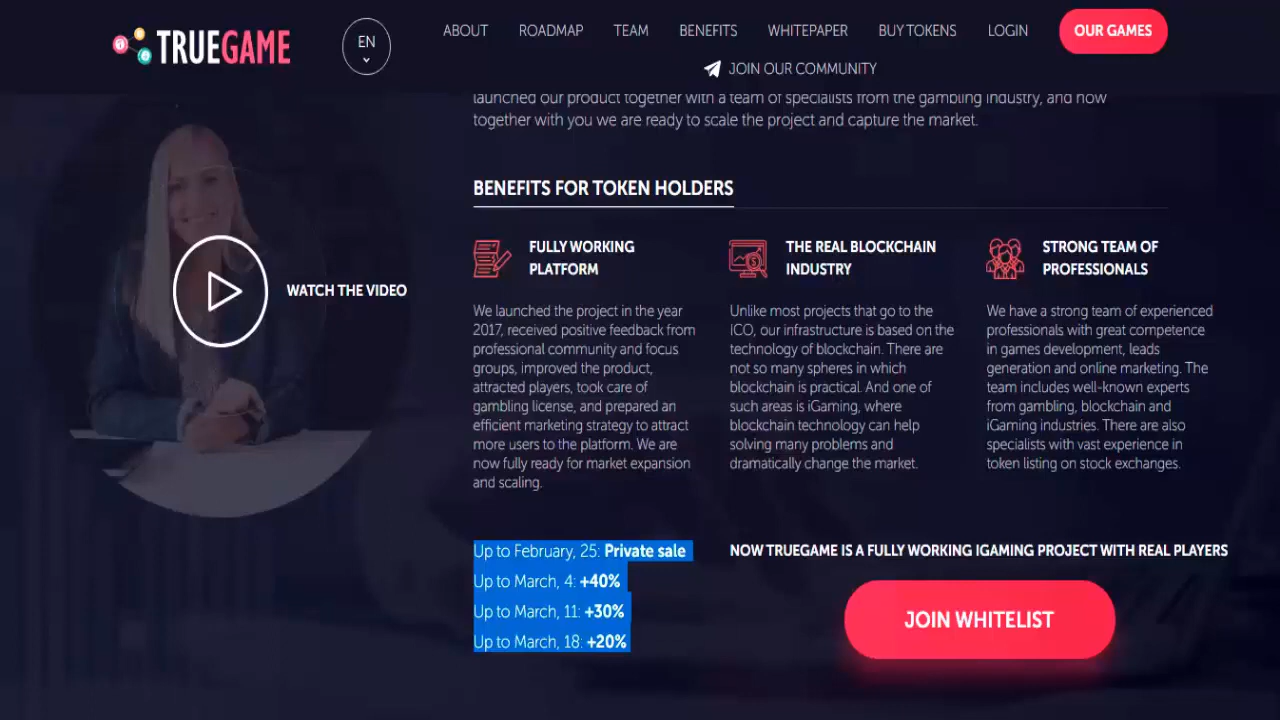 TRUEGAME
EN
ABOUT
ROADMAP
TEAM
BENEFITS
WHITEPAPER
BUY TOKENS
LOGIN
OUR GAMES
JOIN OUR COMMUNITY
launched our product together with a team of specialists from the gambling industry, and now
together with you we are ready to scale the project and capture the market.
WATCH THE VIDEO
BENEFITS FOR TOKEN HOLDERS
FULLY WORKING
PLATFORM
We launched the project in the year
2017, received positive feedback from
professional community and focus
groups, improved the product,
attracted players, took care of
gambling license, and prepared an
efficient marketing strategy to attract
more users to the platform. We are
now fully ready for market expansion
and scaling.
THE REAL BLOCKCHAIN
INDUSTRY
Unlike most projects that go to the
ICO, our infrastructure is based on the
technology of blockchain. There are
not so many spheres in which
blockchain is practical. And one of
such areas is iGaming, where
blockchain technology can help
solving many problems and
dramatically change the market.
STRONG TEAM OF
PROFESSIONALS
We have a strong team of experienced
professionals with great competence
in games development, leads
generation and online marketing. The
team includes well-known experts
from gambling, blockchain and
iGaming industries. There are also
specialists with vast experience in
token listing on stock exchanges.
Up to February, 25: Private sale
Up to March, 4: +40%
Up to March, 11: +30%
Up to March, 18: +20%
NOW TRUEGAME IS A FULLY WORKING IGAMING PROJECT WITH REAL PLAYERS
JOIN WHITELIST